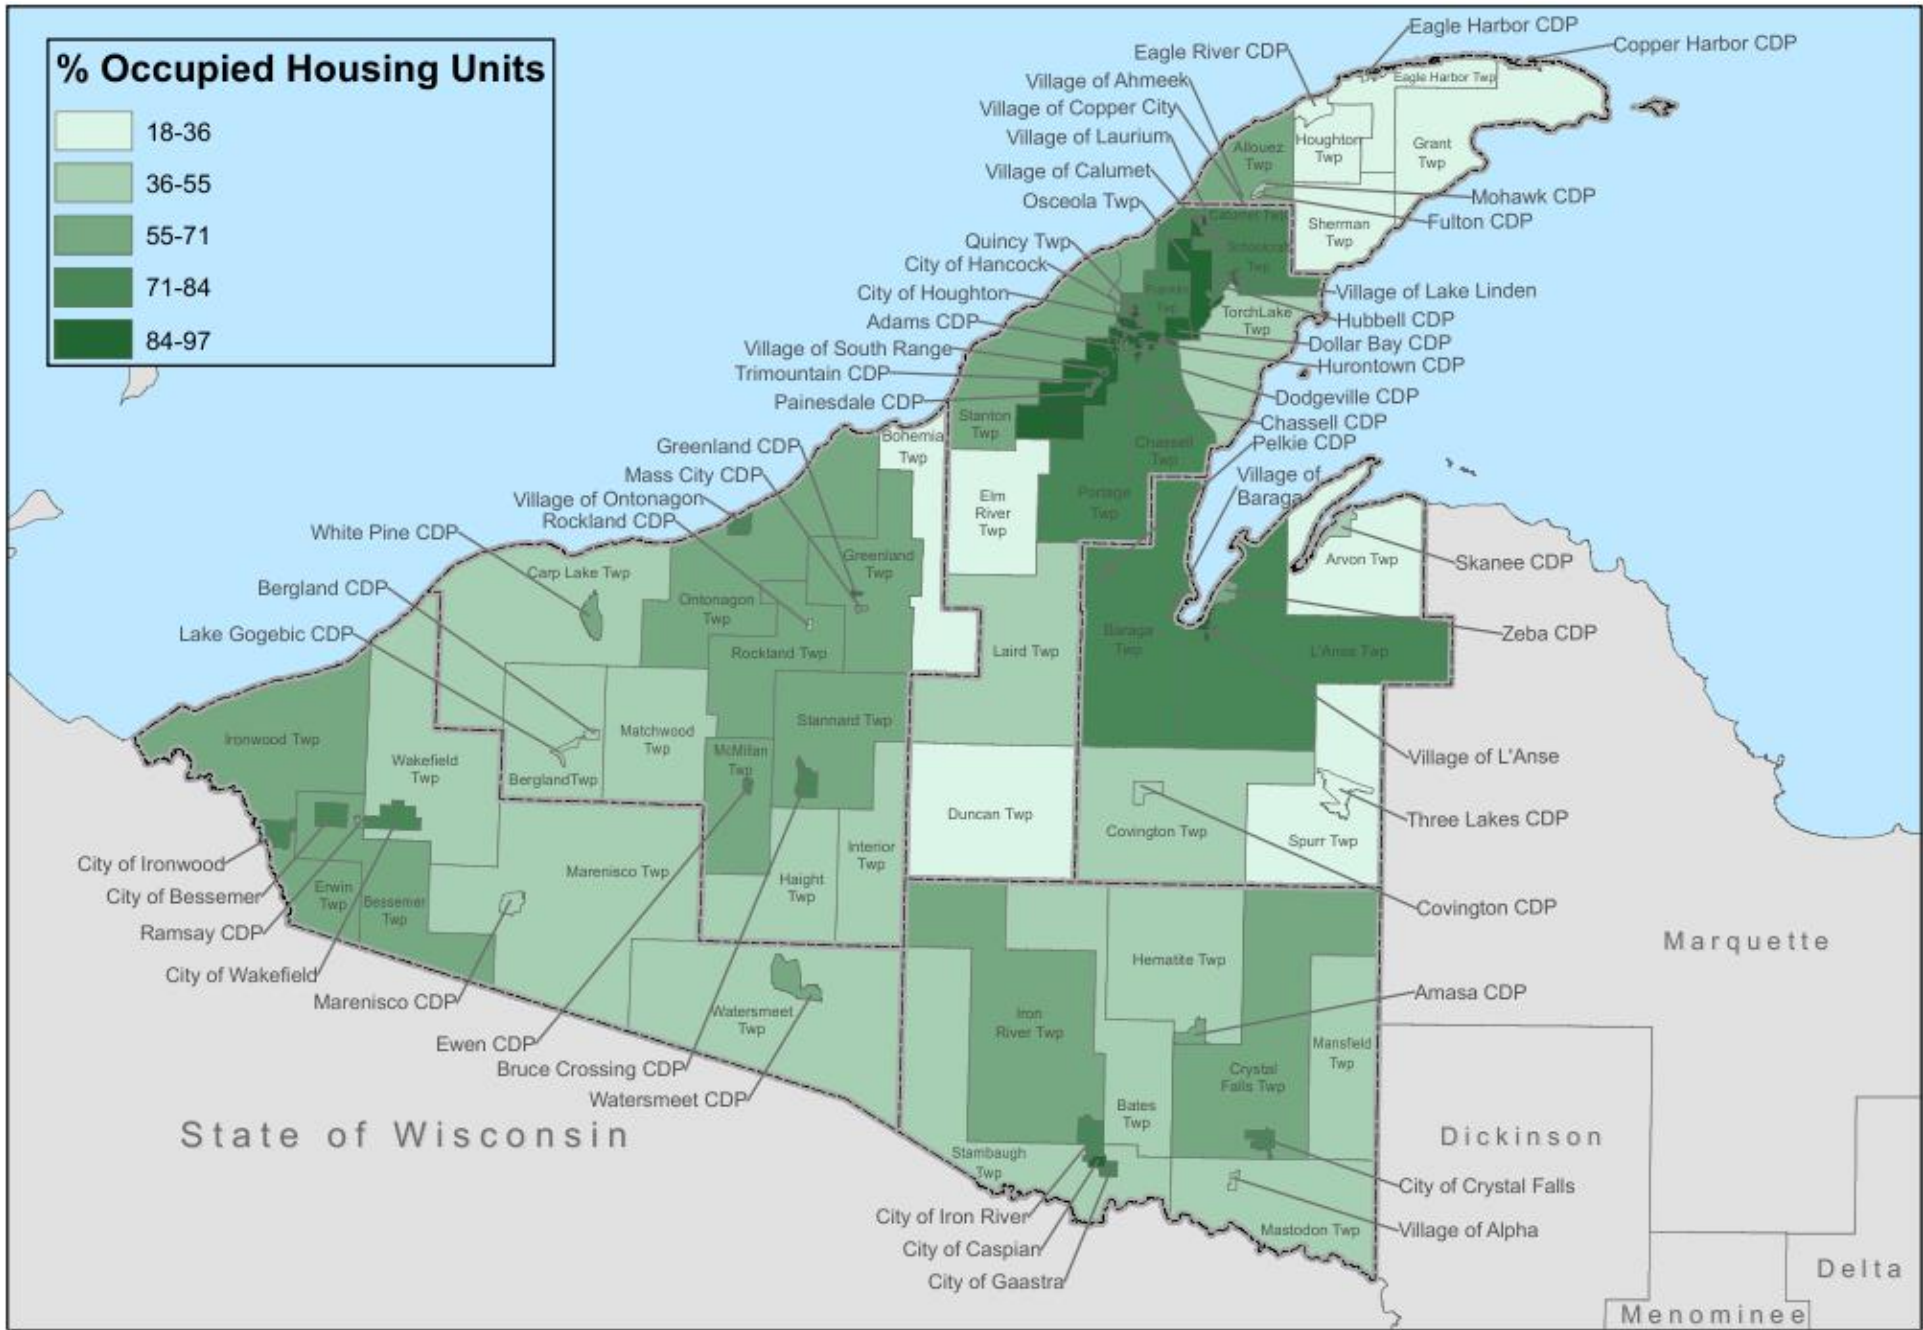 % Occupied Housing Units
18-36
36-55
55-71
71-84
84-97
Eagle Harbor CDP
Copper Harbor CDP
Eagle River CDP
Eagle Harbor Twp
Village of Ahmeek
Village of Copper City
Village of Laurium
Allouez
Twp
Houghton
Twp
Grant
Twp
Village of Calumet
Mohawk CDP
Osceola Twp
Fulton CDP
Calumet Twp
Sherman
Twp
Quincy Twp
Schoolcraft
Twp
City of Hancock
City of Houghton
Franklin
Twp
Village of Lake Linden
Adams CDP
TorchLake
Twp
Hubbell CDP
Village of South Range
Dollar Bay CDP
Trimountain CDP
Hurontown CDP
Painesdale CDP
Dodgeville CDP
Stanton
Twp
Chassell CDP
Bohemia
Twp
Chassell
Twp
Pelkie CDP
Greenland CDP
Mass City CDP
Village of
Baraga
Village of Ontonagon
Rockland CDP
Elm
River
Twp
Portage
Twp
White Pine CDP
Greenland
Twp
Arvon Twp
Skanee CDP
Carp Lake Twp
Bergland CDP
Ontonagon
Twp
Lake Gogebic CDP
Zeba CDP
Rockland Twp
Laird Twp
Baraga
Twp
L'Anse Twp
Ironwood Twp
Wakefield
Twp
Matchwood
Twp
Stannard Twp
McMillan
Twp
BerglandTwp
Village of L'Anse
Duncan Twp
Covington Twp
Spurr Twp
Three Lakes CDP
City of Ironwood
Interior
Twp
Marenisco Twp
Haight
Twp
City of Bessemer
Erwin
Twp
Bessemer
Twp
Covington CDP
Ramsay CDP
Marquette
City of Wakefield
Hematite Twp
Marenisco CDP
Amasa CDP
Watersmeet
Twp
Iron
River Twp
Ewen CDP
Mansfield
Twp
Bruce Crossing CDP
Crystal
Falls Twp
Watersmeet CDP
Bates
Twp
State of Wisconsin
Dickinson
Stambaugh
Twp
City of Crystal Falls
City of Iron River
Mastodon Twp
Village of Alpha
City of Caspian
City of Gaastra
Delta
Menominee